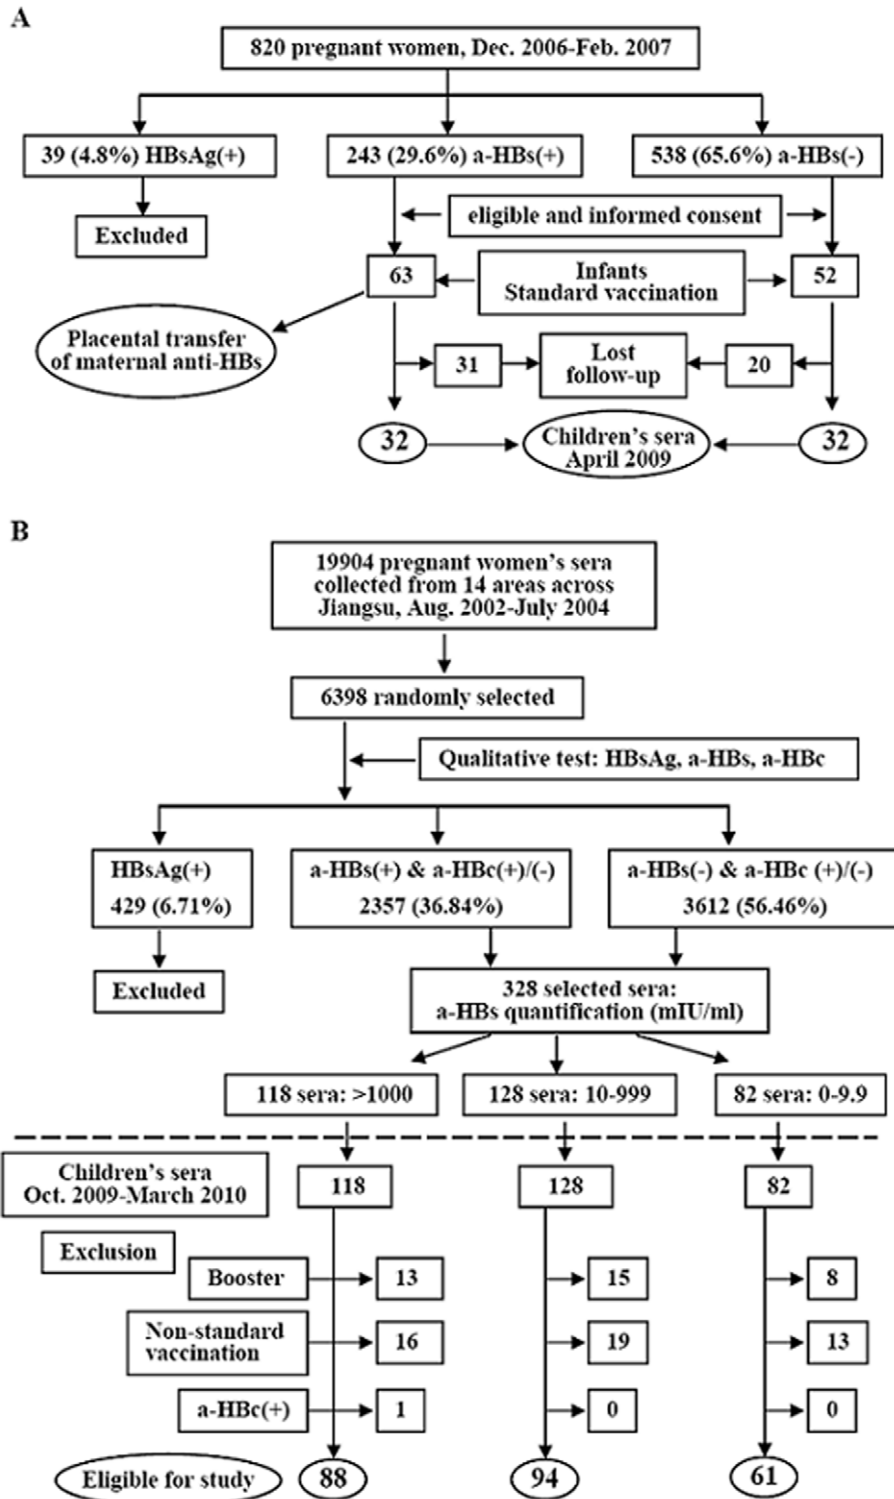 A
820 pregnant women, Dec. 2006-Feb. 2007
39 (4.8%) HBsAg(+)
243 (29.6%) a-HBs(+)
538 (65.6%) a-HBs(-)
Excluded
eligible and informed consent
63
Infants
Standard vaccination
52
Placental transfer
of maternal anti-HBs
31
Lost
follow-up
20
32
Children's sera
April 2009
32
B
19904 pregnant women's sera
collected from 14 areas across
Jiangsu, Aug. 2002-July 2004
6398 randomly selected
Qualitative test: HBsAg, a-HBs, a-HBc
HBsAg(+)
429 (6.71%)
a-HBs(+) & a-HBc(+)/(-)
2357 (36.84%)
a-HBs(-) & a-HBc (+)/(-)
3612 (56.46%)
Excluded
328 selected sera:
a-HBs quantification (mIU/ml)
118 sera: >1000
128 sera: 10-999
82 sera: 0-9.9
Children's sera
Oct. 2009-March 2010
118
128
82
Exclusion
Booster
13
15
8
Non-standard
vaccination
16
19
13
a-HBc(+)
1
0
0
Eligible for study
88
94
61